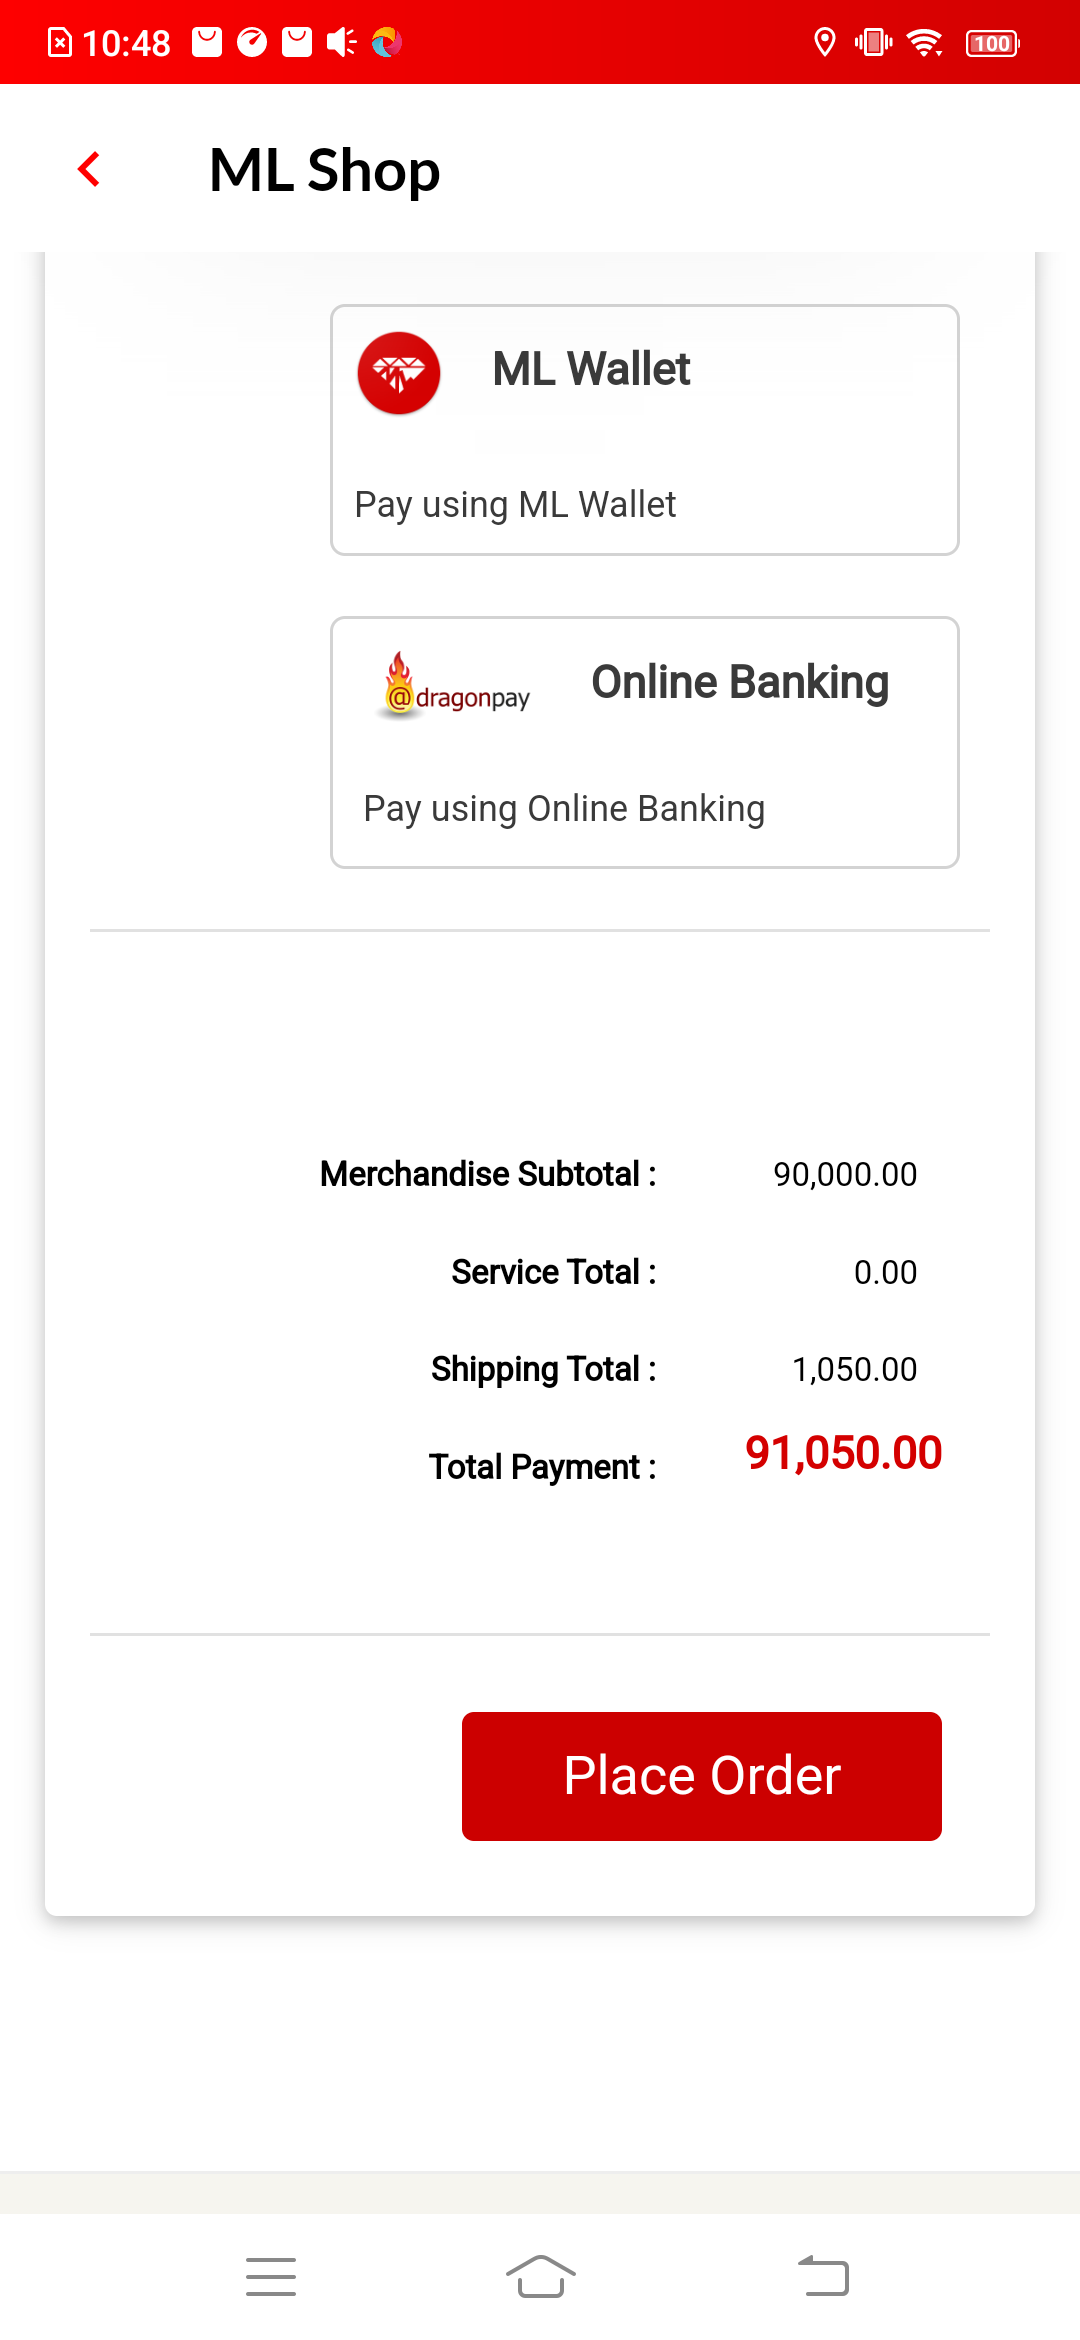 10:48
100
ML Shop
ML Wallet
Pay using ML Wallet
@dragonpay
Online Banking
Pay using Online Banking
Merchandise Subtotal : 90,000.00
Service Total : 0.00
Shipping Total : 1,050.00
Total Payment : 91,050.00
Place Order